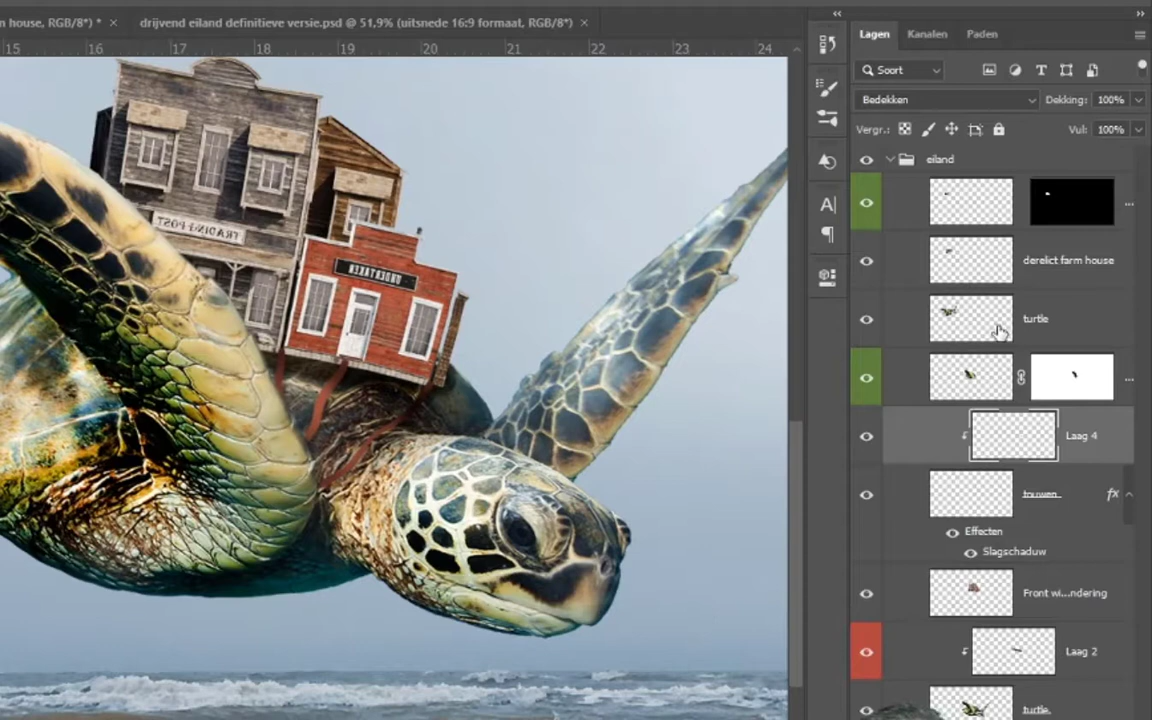 n house, RGB/8*) * ×
drijvend eiland definitieve versie.psd @ 51,9% (uitsnede 16:9 formaat, RGB/8*) ×
15 16 17 18 19 20 21 22 23 24
TRADING POST
UNDERTAKER
Lagen Kanalen Paden
Soort
Bedekken Dekking: 100%
Vergr.: Vul: 100%
eiland
derelict farm house
turtle
Laag 4
touwen fx
Effecten
Slagschaduw
Front wi...ndering
Laag 2
turtle